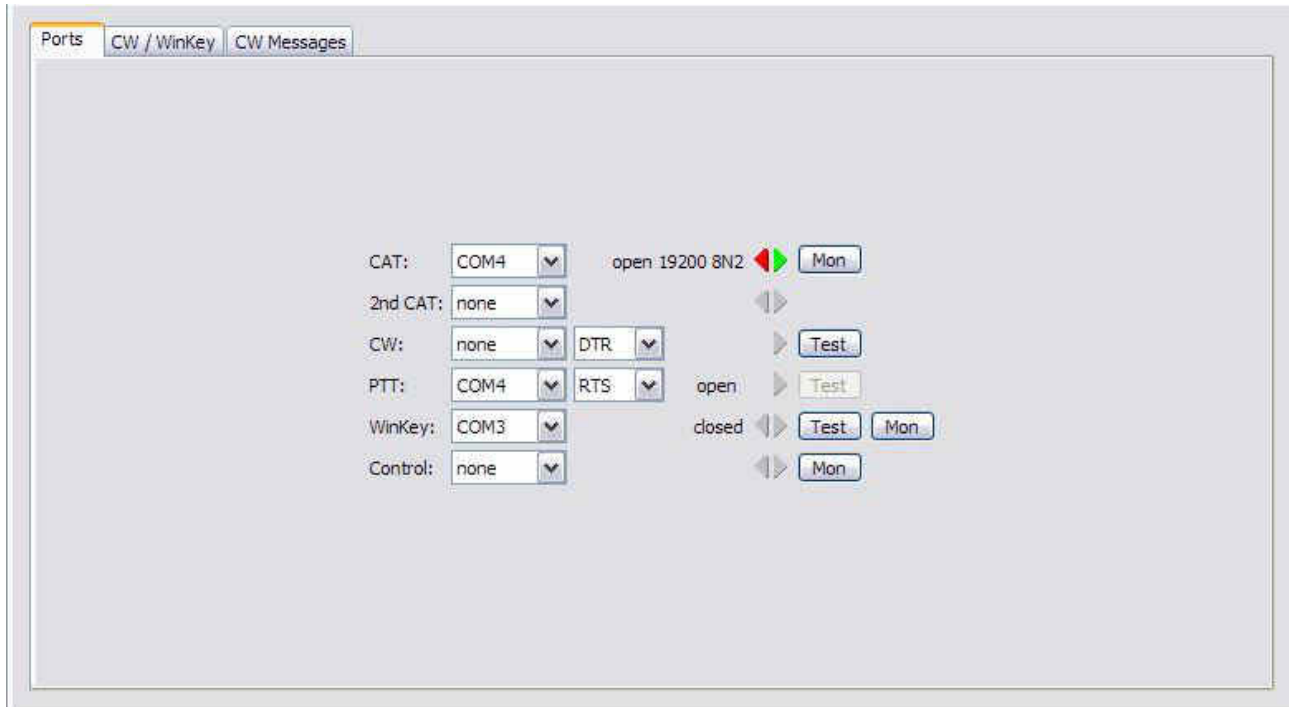 Ports CW / WinKey CW Messages
CAT: COM4 open 19200 8N2 Mon
2nd CAT: none
CW: none DTR Test
PTT: COM4 RTS open Test
WinKey: COM3 closed Test Mon
Control: none Mon